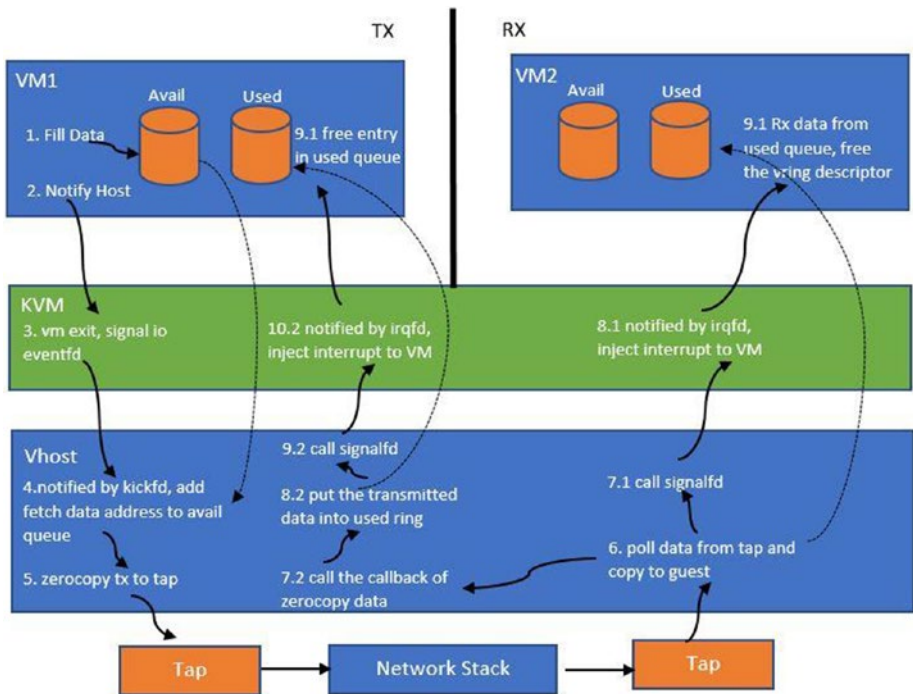 TX
RX
VM1
Avail
Used
1. Fill Data
9.1 free entry
in used queue
2. Notify Host
VM2
Avail
Used
9.1 Rx data from
used queue, free
the vring descriptor
KVM
3. vm exit, signal io
eventfd
10.2 notified by irqfd,
inject interrupt to VM
8.1 notified by irqfd,
inject interrupt to VM
Vhost
4.notified by kickfd, add
fetch data address to avail
queue
5. zerocopy tx to tap
9.2 call signalfd
8.2 put the transmitted
data into used ring
7.2 call the callback of
zerocopy data
7.1 call signalfd
6. poll data from tap and
copy to guest
Tap
Network Stack
Tap